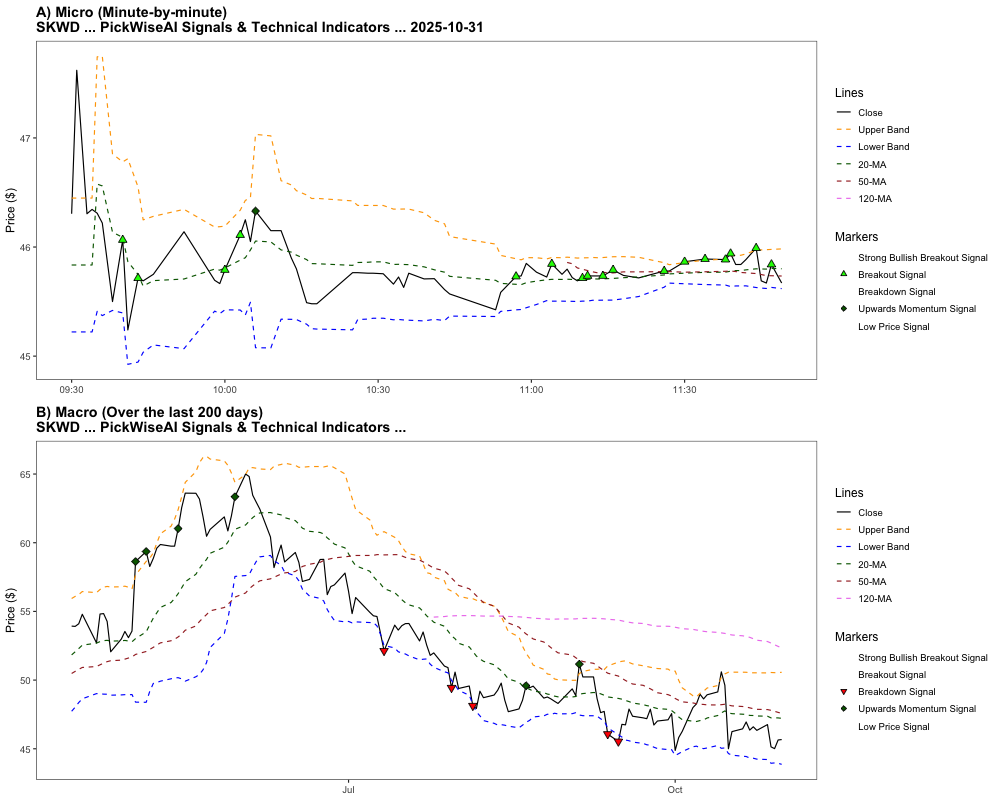 A) Micro (Minute-by-minute)
SKWD ... PickWiseAI Signals & Technical Indicators ... 2025-10-31
Price ($)
47
46
45
09:30
10:00
10:30
11:00
11:30
Lines
Close
Upper Band
Lower Band
20-MA
50-MA
120-MA
Markers
Strong Bullish Breakout Signal
Breakout Signal
Breakdown Signal
Upwards Momentum Signal
Low Price Signal
B) Macro (Over the last 200 days)
SKWD ... PickWiseAI Signals & Technical Indicators ...
Price ($)
65
60
55
50
45
Jul
Oct
Lines
Close
Upper Band
Lower Band
20-MA
50-MA
120-MA
Markers
Strong Bullish Breakout Signal
Breakout Signal
Breakdown Signal
Upwards Momentum Signal
Low Price Signal